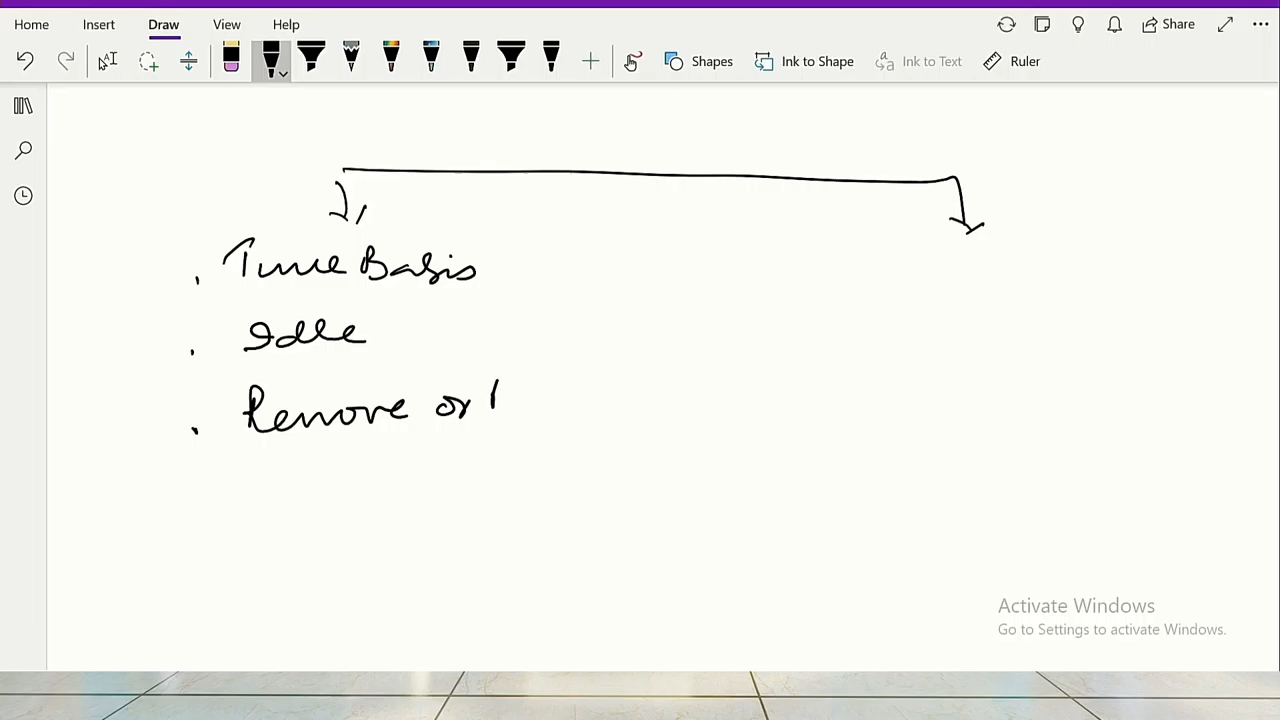 Home Insert Draw View Help Share
Shapes Ink to Shape Ink to Text Ruler
. Time Basis
. Idle
. Remove or
Activate Windows
Go to Settings to activate Windows.